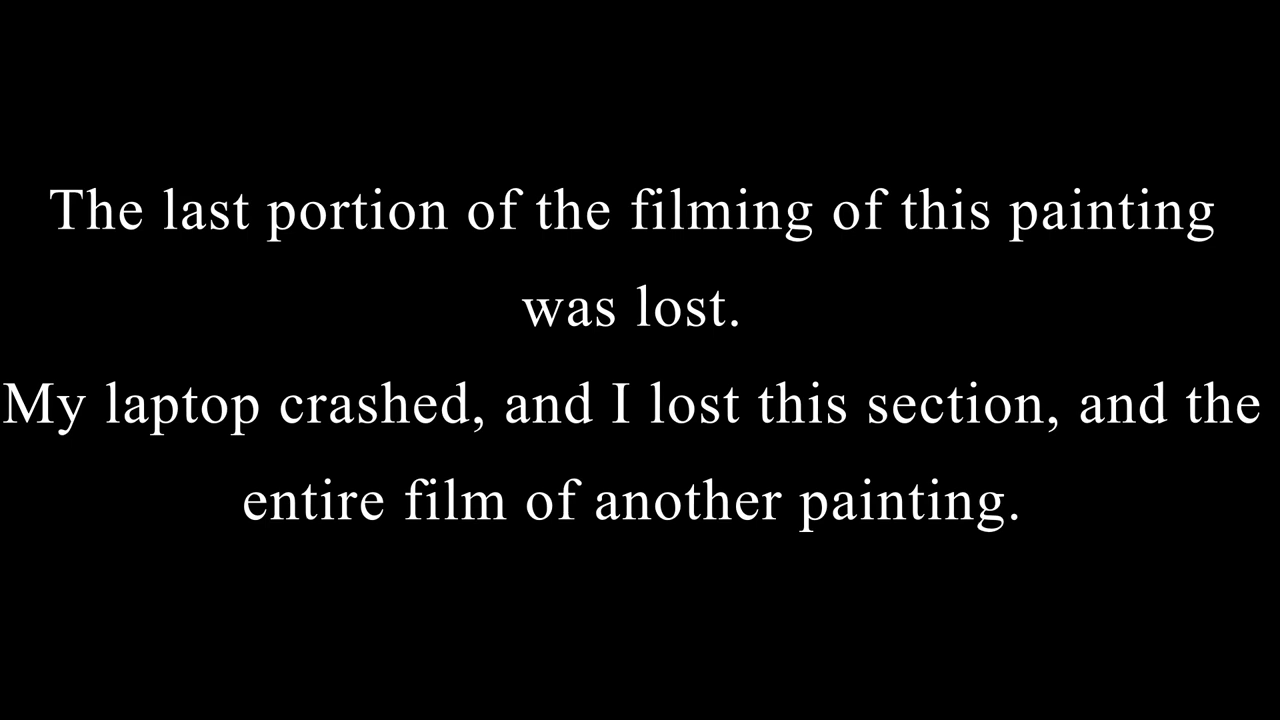 The last portion of the filming of this painting
was lost.
My laptop crashed, and I lost this section, and the
entire film of another painting.